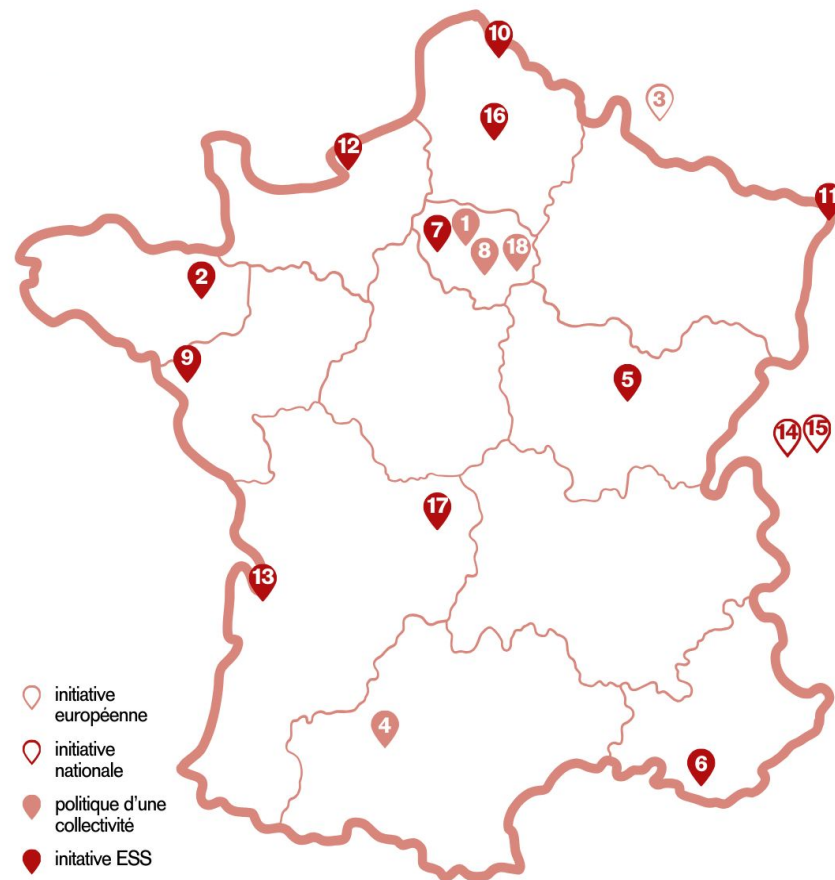 10
3
16
12
11
7
1
8
18
2
9
5
14
15
17
13
4
6
initiative
européenne
initiative
nationale
politique d'une
collectivité
initative ESS